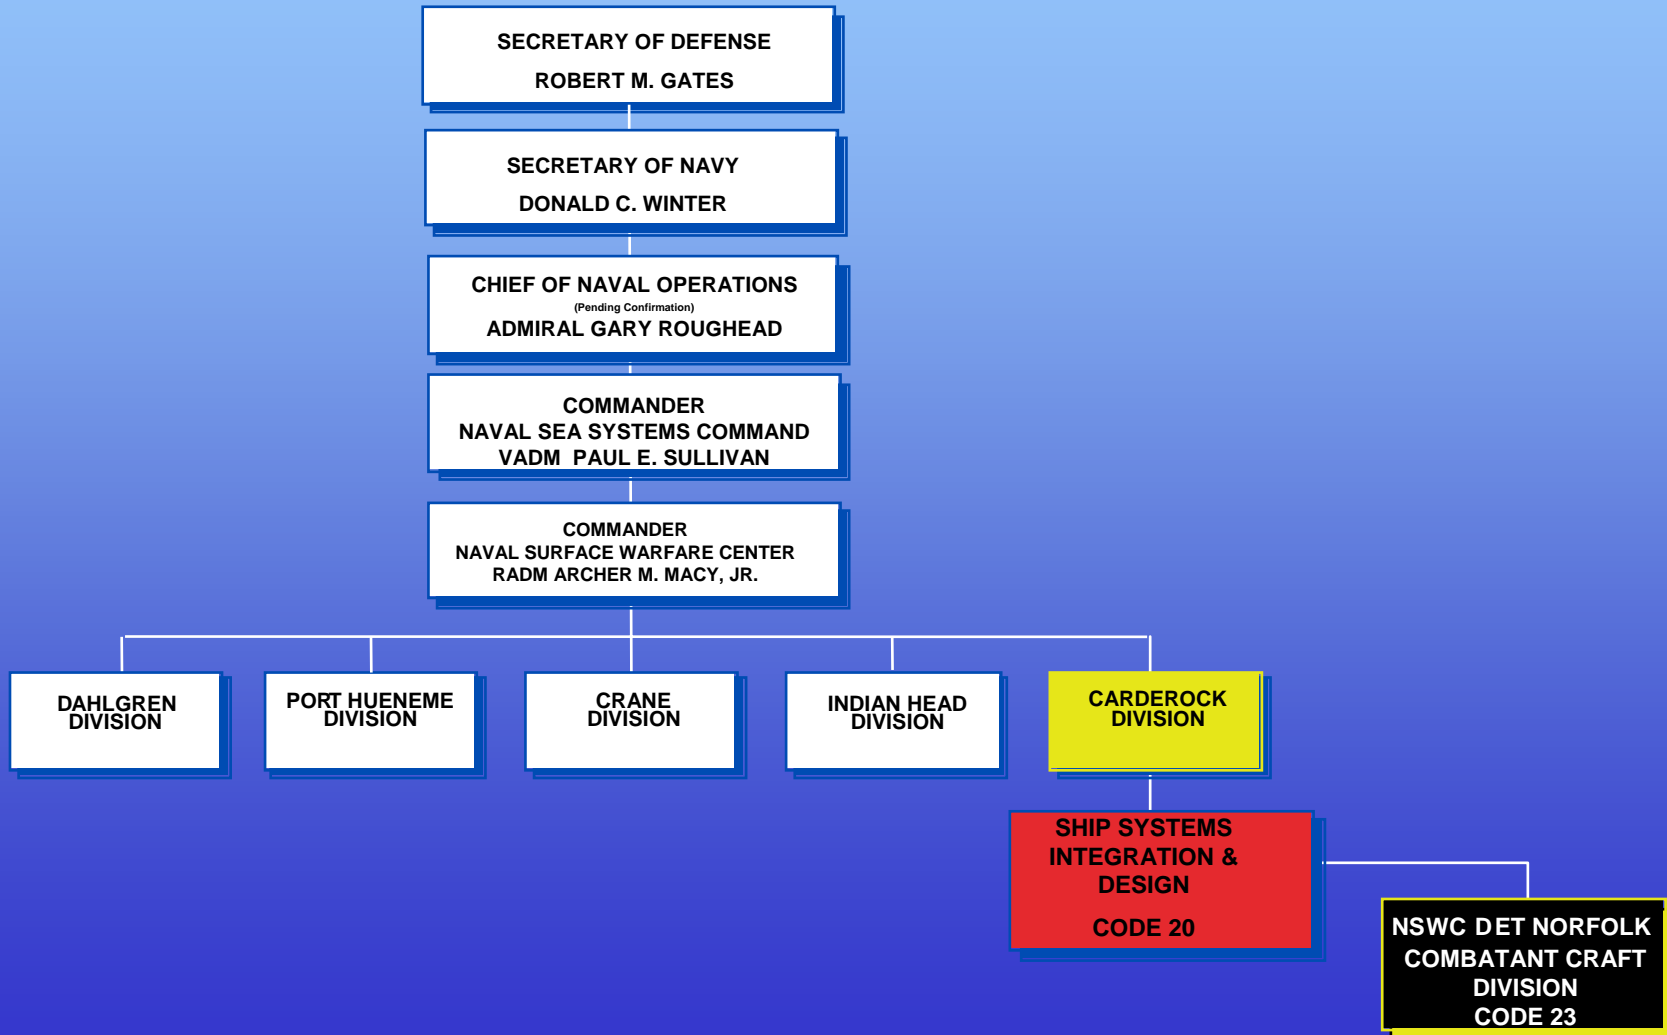 SECRETARY OF DEFENSE
ROBERT M. GATES
SECRETARY OF NAVY
DONALD C. WINTER
CHIEF OF NAVAL OPERATIONS
(Pending Confirmation)
ADMIRAL GARY ROUGHEAD
COMMANDER
NAVAL SEA SYSTEMS COMMAND
VADM PAUL E. SULLIVAN
COMMANDER
NAVAL SURFACE WARFARE CENTER
RADM ARCHER M. MACY, JR.
DAHLGREN
DIVISION
PORT HUENEME
DIVISION
CRANE
DIVISION
INDIAN HEAD
DIVISION
CARDEROCK
DIVISION
SHIP SYSTEMS
INTEGRATION &
DESIGN
CODE 20
NSWC DET NORFOLK
COMBATANT CRAFT
DIVISION
CODE 23